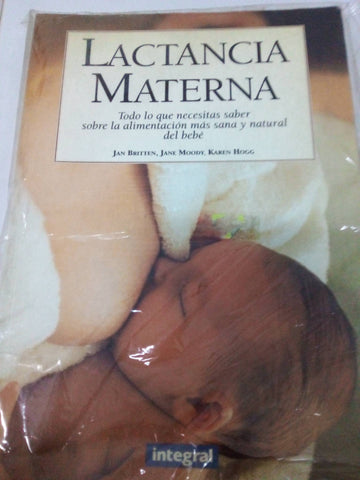 LACTANCIA
MATERNA
Todo lo que necesitas saber
sobre la alimentación más sana y natural
del bebé
JAN BRITTEN, JANE MOODY, KAREN HOGG
integral